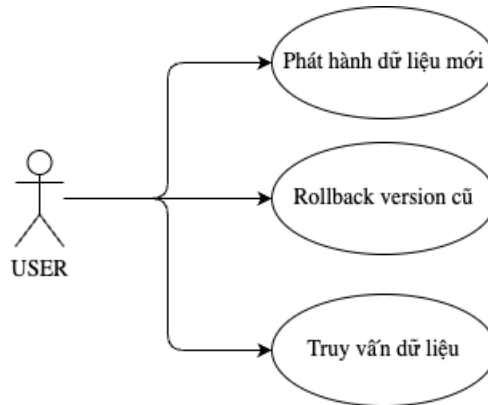 Phát hành dữ liệu mới
Rollback version cũ
USER
Truy vấn dữ liệu